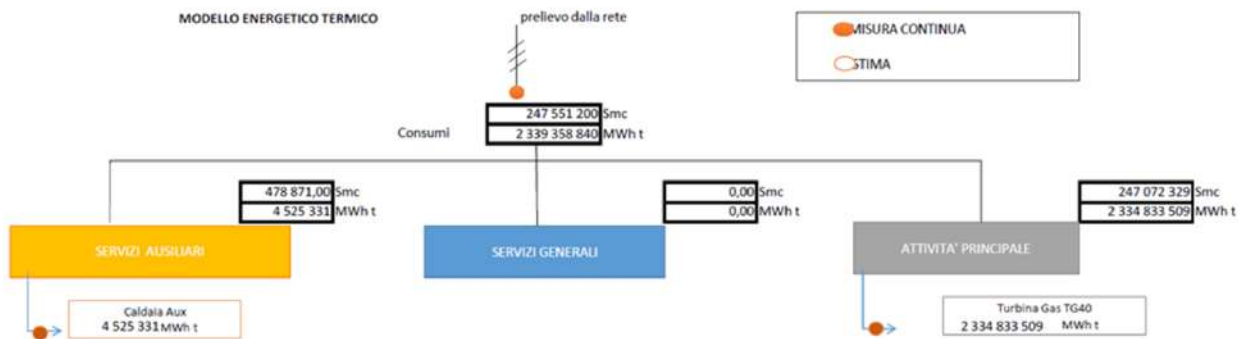 MODELLO ENERGETICO TERMICO
prelievo dalla rete
MISURA CONTINUA
STIMA
247 551 200 Smc
Consumi 2 339 358 840 MWh t
478 871,00 Smc
4 525 331 MWh t
0,00 Smc
0,00 MWh t
247 072 329 Smc
2 334 833 509 MWh t
SERVIZI AUSILIARI
SERVIZI GENERALI
ATTIVITA' PRINCIPALE
Caldaia Aux
4 525 331 MWh t
Turbina Gas TG40
2 334 833 509 MWh t